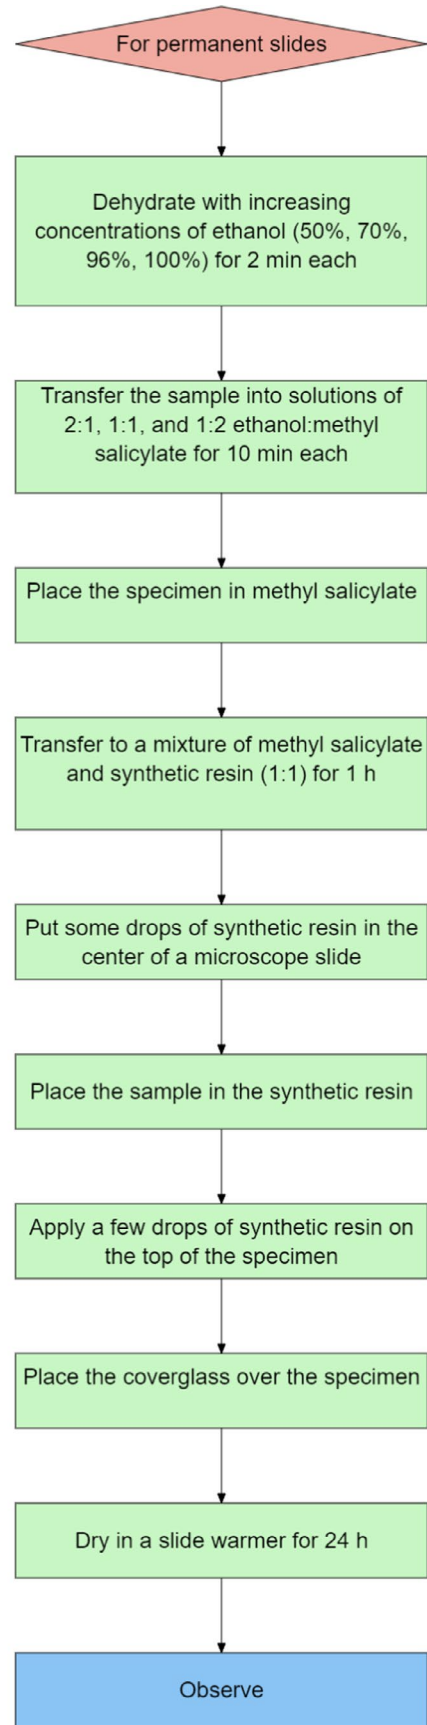 For permanent slides
Dehydrate with increasing
concentrations of ethanol (50%, 70%,
96%, 100%) for 2 min each
Transfer the sample into solutions of
2:1, 1:1, and 1:2 ethanol:methyl
salicylate for 10 min each
Place the specimen in methyl salicylate
Transfer to a mixture of methyl salicylate
and synthetic resin (1:1) for 1 h
Put some drops of synthetic resin in the
center of a microscope slide
Place the sample in the synthetic resin
Apply a few drops of synthetic resin on
the top of the specimen
Place the coverglass over the specimen
Dry in a slide warmer for 24 h
Observe